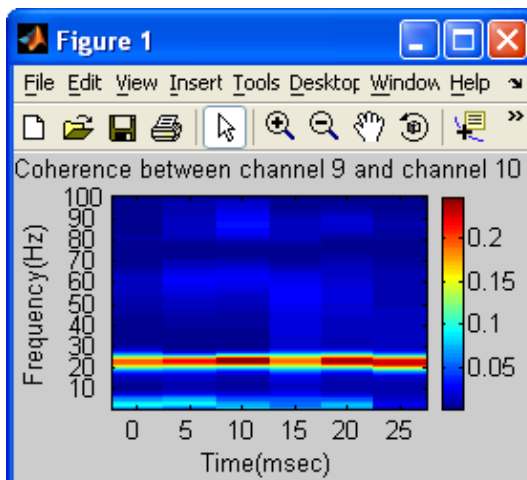 Figure 1
File Edit View Insert Tools Desktop Window Help
Coherence between channel 9 and channel 10
Frequency(Hz)
100
90
80
70
60
50
40
30
20
10
0 5 10 15 20 25
Time(msec)
0.2
0.15
0.1
0.05